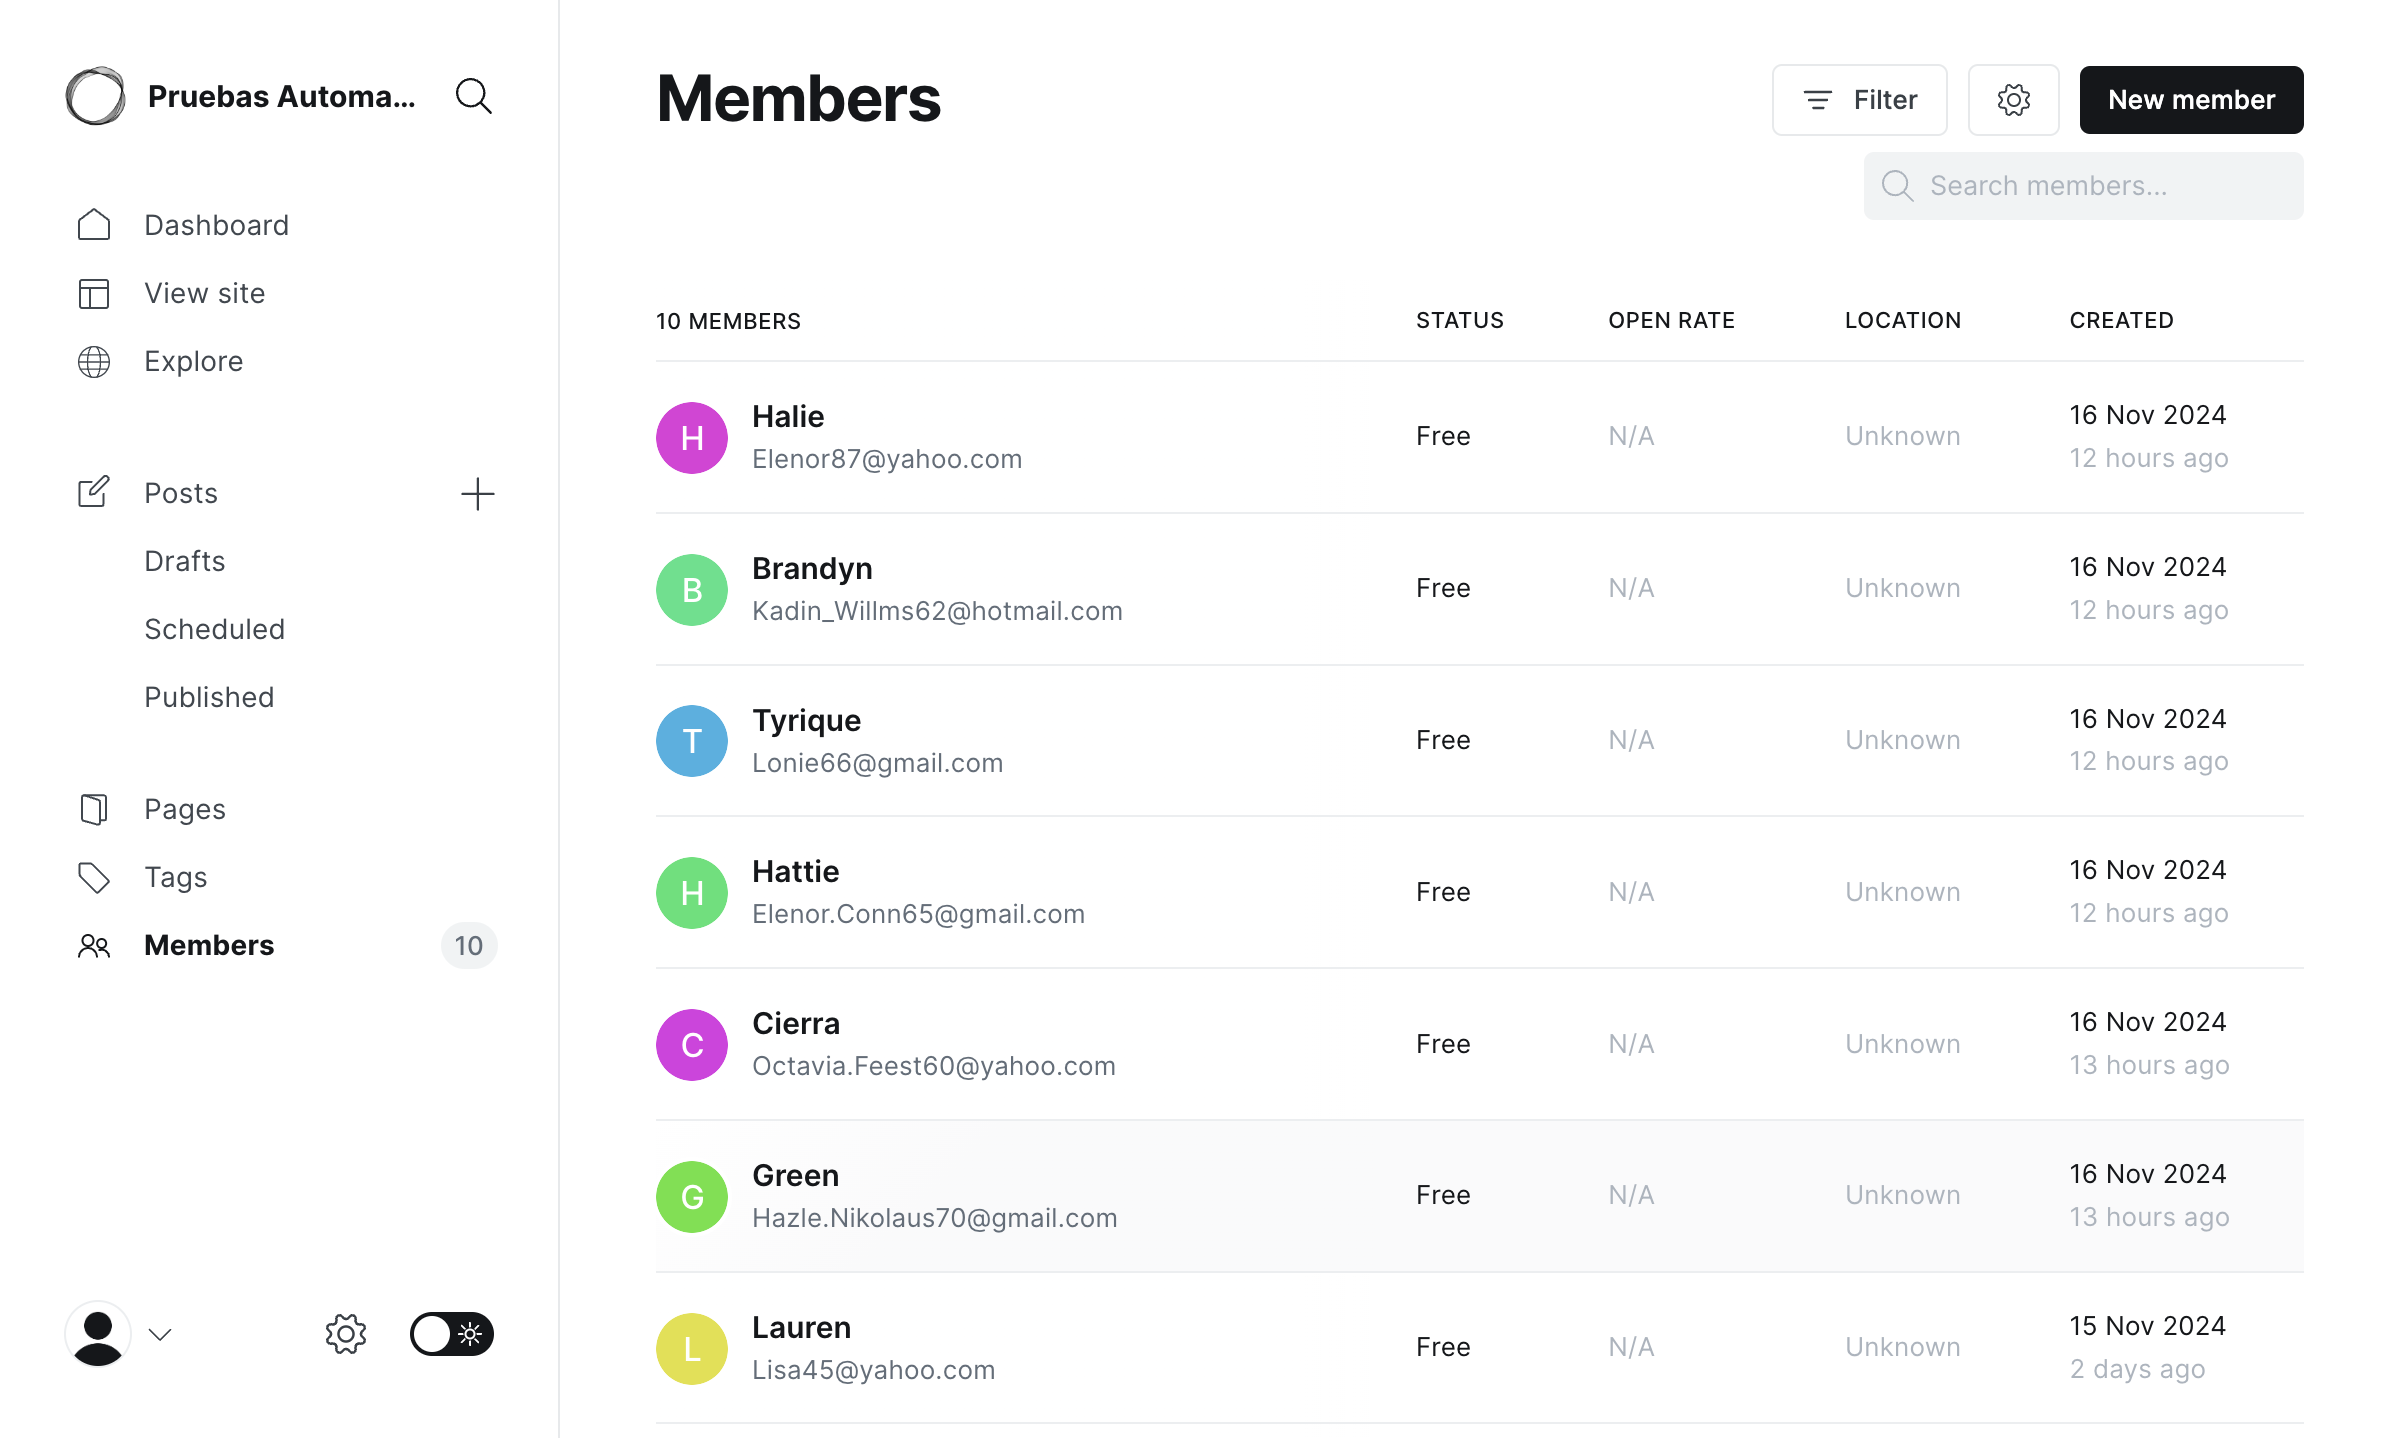 Pruebas Automa...
Dashboard
View site
Explore
Posts
Drafts
Scheduled
Published
Pages
Tags
Members 10
Members
Filter
New member
Search members...
10 MEMBERS STATUS OPEN RATE LOCATION CREATED
H Halie Free N/A Unknown 16 Nov 2024
Elenor87@yahoo.com 12 hours ago
B Brandyn Free N/A Unknown 16 Nov 2024
Kadin_Willms62@hotmail.com 12 hours ago
T Tyrique Free N/A Unknown 16 Nov 2024
Lonie66@gmail.com 12 hours ago
H Hattie Free N/A Unknown 16 Nov 2024
Elenor.Conn65@gmail.com 12 hours ago
C Cierra Free N/A Unknown 16 Nov 2024
Octavia.Feest60@yahoo.com 13 hours ago
G Green Free N/A Unknown 16 Nov 2024
Hazle.Nikolaus70@gmail.com 13 hours ago
L Lauren Free N/A Unknown 15 Nov 2024
Lisa45@yahoo.com 2 days ago